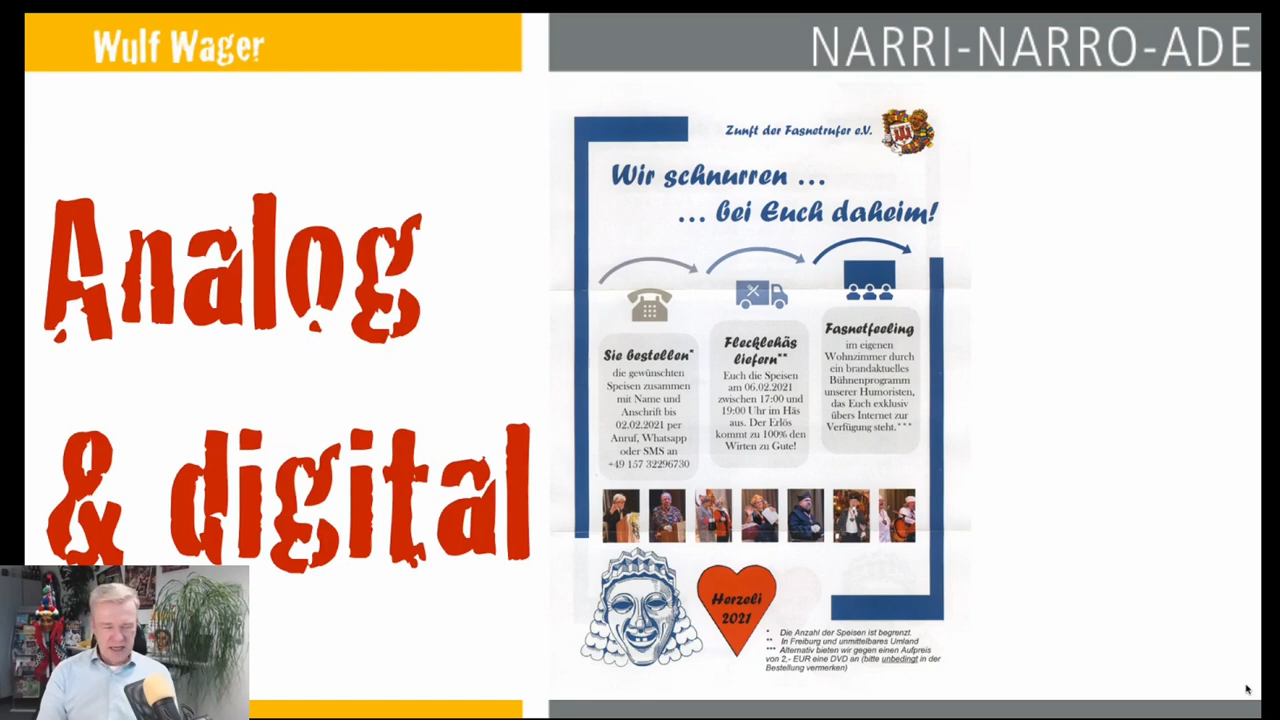 Wulf Wager
NARRI-NARRO-ADE
Analog
& digital
Zunft der Fasnetrufer e.V.
Wir schnurren ...
... bei Euch daheim!
Sie bestellen*
die gewünschten
Speisen zusammen
mit Name und
Anschrift bis
02.02.2021 per
Anruf, Whatsapp
oder SMS an
+49 157 32296730
Flecklehäs
liefern**
Euch die Speisen
am 06.02.2021
zwischen 17:00 und
19:00 Uhr im Häs
aus. Der Erlös
kommt zu 100% den
Wirten zu Gute!
Fasnetfeeling
im eigenen
Wohnzimmer durch
ein brandaktuelles
Bühnenprogramm
unserer Humoristen,
das Euch exklusiv
übers Internet zur
Verfügung steht.***
Herzeli
2021
* Die Anzahl der Speisen ist begrenzt.
** In Freiburg und unmittelbares Umland
*** Alternativ bieten wir gegen einen Aufpreis
von 2,- EUR eine DVD an (bitte unbedingt in der
Bestellung vermerken)